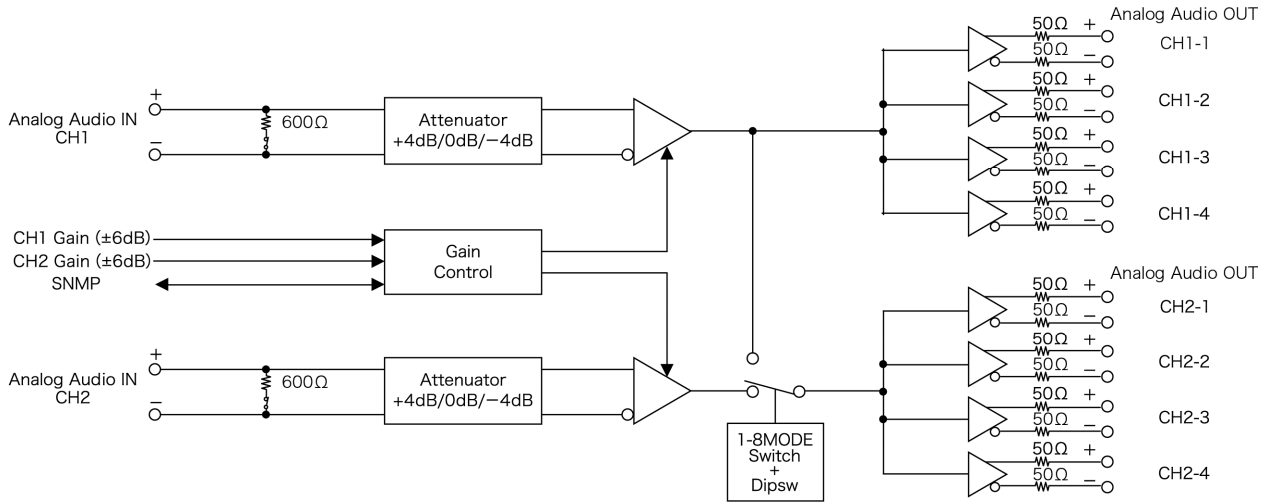 Analog Audio OUT
50Ω +
50Ω −
CH1-1
50Ω +
50Ω −
CH1-2
50Ω +
50Ω −
CH1-3
50Ω +
50Ω −
CH1-4
+
Analog Audio IN
CH1
−
600Ω
Attenuator
+4dB/0dB/−4dB
CH1 Gain (±6dB)
CH2 Gain (±6dB)
SNMP
Gain
Control
Analog Audio OUT
50Ω +
50Ω −
CH2-1
50Ω +
50Ω −
CH2-2
50Ω +
50Ω −
CH2-3
50Ω +
50Ω −
CH2-4
+
Analog Audio IN
CH2
−
600Ω
Attenuator
+4dB/0dB/−4dB
1-8MODE
Switch
+
Dipsw